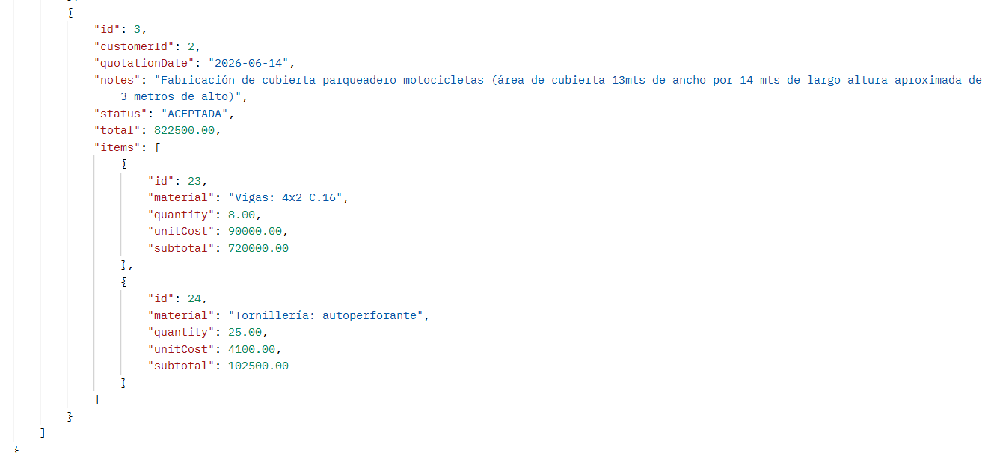 {
"id": 3,
"customerId": 2,
"quotationDate": "2026-06-14",
"notes": "Fabricación de cubierta parqueadero motocicletas (área de cubierta 13mts de ancho por 14 mts de largo altura aproximada de
3 metros de alto)",
"status": "ACEPTADA",
"total": 822500.00,
"items": [
{
"id": 23,
"material": "Vigas: 4x2 C.16",
"quantity": 8.00,
"unitCost": 90000.00,
"subtotal": 720000.00
},
{
"id": 24,
"material": "Tornillería: autoperforante",
"quantity": 25.00,
"unitCost": 4100.00,
"subtotal": 102500.00
}
]
}
]
}